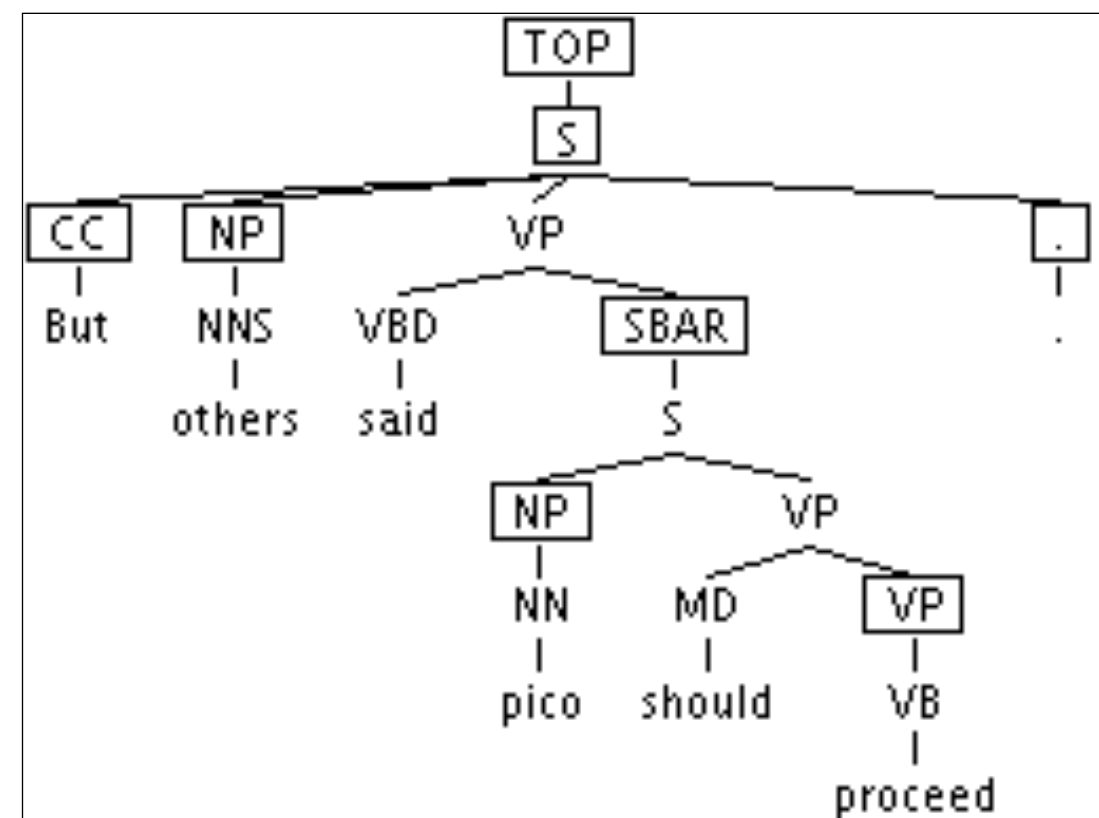 TOP
S
CC NP VP .
But NNS VBD SBAR .
others said S
NP VP
NN MD VP
pico should VB
proceed